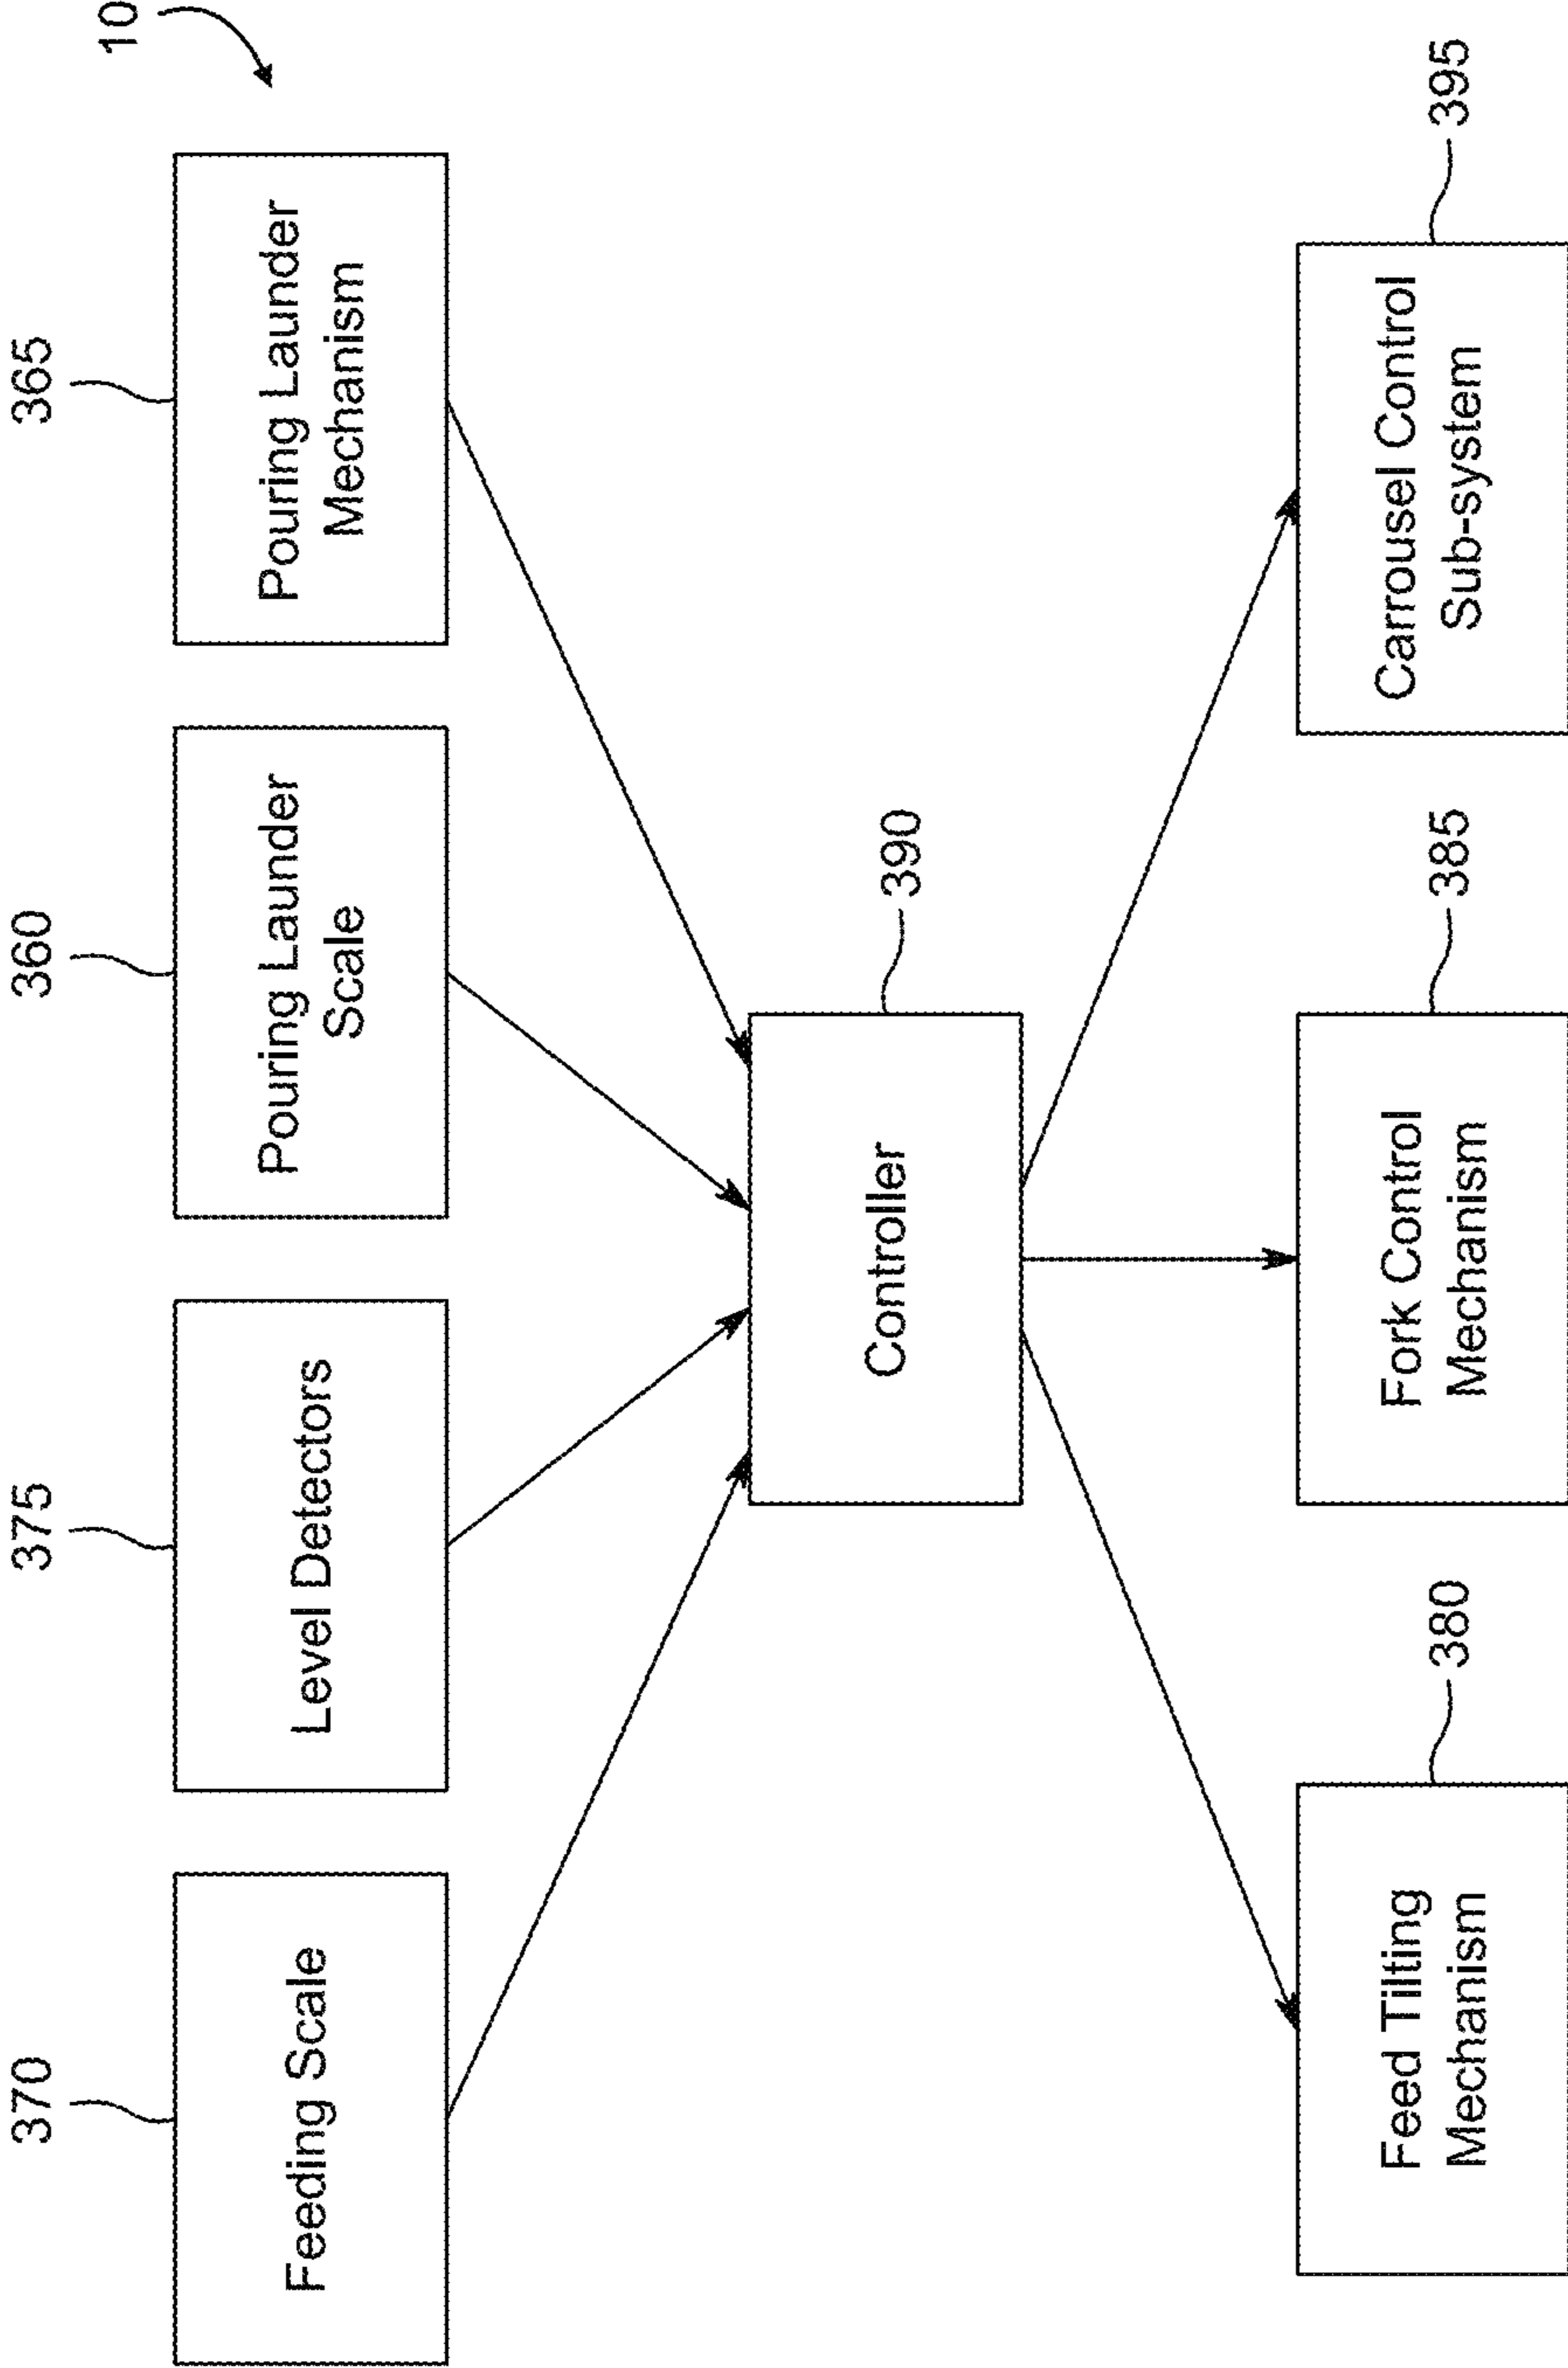 10
370
375
360
365
Feeding Scale
Level Detectors
Pouring Launder
Scale
Pouring Launder
Mechanism
Controller
390
380
385
395
Feed Tilting
Mechanism
Fork Control
Mechanism
Carrousel Control
Sub-system